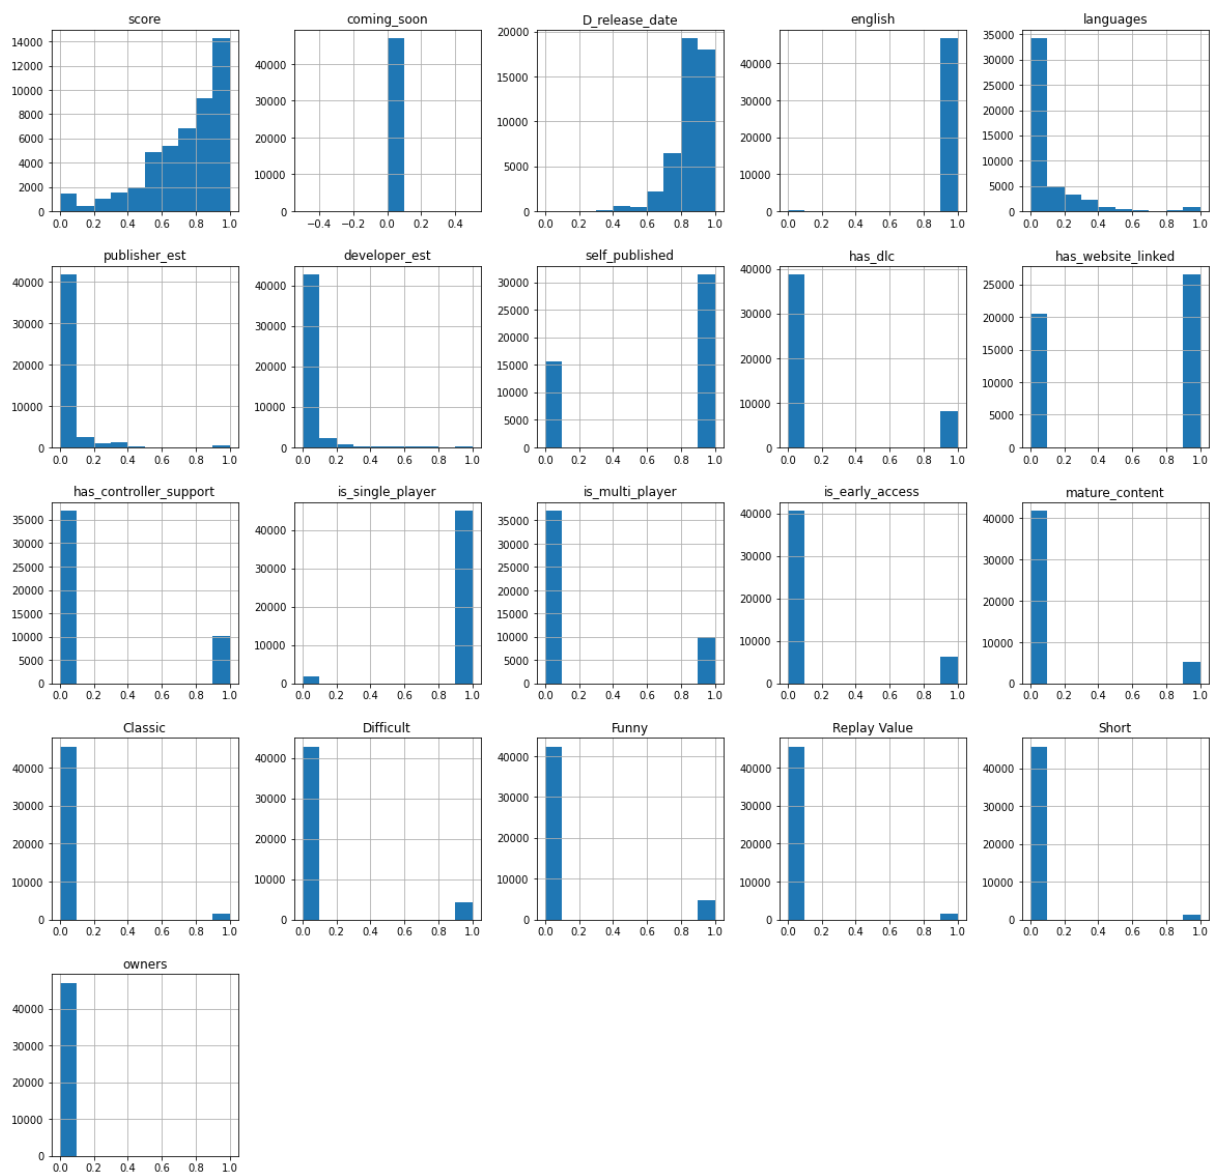 score coming_soon D_release_date english languages
14000 12000 10000 8000 6000 4000 2000 0
40000 30000 20000 10000 0
20000 15000 10000 5000 0
40000 30000 20000 10000 0
35000 30000 25000 20000 15000 10000 5000 0
0.0 0.2 0.4 0.6 0.8 1.0
−0.4 −0.2 0.0 0.2 0.4
0.0 0.2 0.4 0.6 0.8 1.0
0.0 0.2 0.4 0.6 0.8 1.0
0.0 0.2 0.4 0.6 0.8 1.0
publisher_est developer_est self_published has_dlc has_website_linked
40000 30000 20000 10000 0
40000 30000 20000 10000 0
30000 25000 20000 15000 10000 5000 0
40000 30000 20000 10000 0
25000 20000 15000 10000 5000 0
0.0 0.2 0.4 0.6 0.8 1.0
0.0 0.2 0.4 0.6 0.8 1.0
0.0 0.2 0.4 0.6 0.8 1.0
0.0 0.2 0.4 0.6 0.8 1.0
0.0 0.2 0.4 0.6 0.8 1.0
has_controller_support is_single_player is_multi_player is_early_access mature_content
35000 30000 25000 20000 15000 10000 5000 0
40000 30000 20000 10000 0
35000 30000 25000 20000 15000 10000 5000 0
40000 30000 20000 10000 0
40000 30000 20000 10000 0
0.0 0.2 0.4 0.6 0.8 1.0
0.0 0.2 0.4 0.6 0.8 1.0
0.0 0.2 0.4 0.6 0.8 1.0
0.0 0.2 0.4 0.6 0.8 1.0
0.0 0.2 0.4 0.6 0.8 1.0
Classic Difficult Funny Replay Value Short
40000 30000 20000 10000 0
40000 30000 20000 10000 0
40000 30000 20000 10000 0
40000 30000 20000 10000 0
40000 30000 20000 10000 0
0.0 0.2 0.4 0.6 0.8 1.0
0.0 0.2 0.4 0.6 0.8 1.0
0.0 0.2 0.4 0.6 0.8 1.0
0.0 0.2 0.4 0.6 0.8 1.0
0.0 0.2 0.4 0.6 0.8 1.0
owners
40000 30000 20000 10000 0
0.0 0.2 0.4 0.6 0.8 1.0